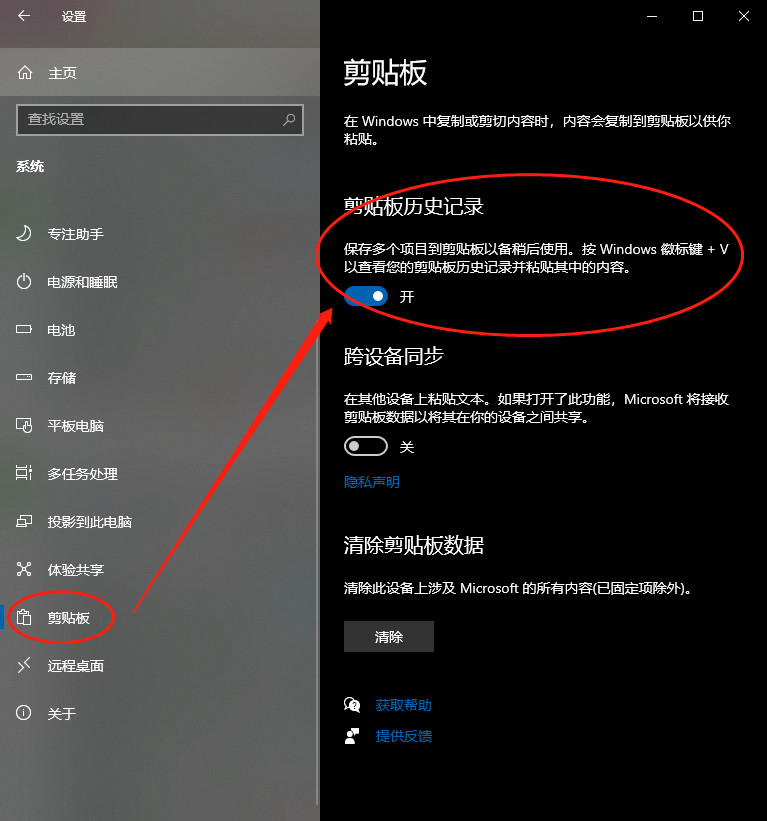 设置
主页
查找设置
系统
专注助手
电源和睡眠
电池
存储
平板电脑
多任务处理
投影到此电脑
体验共享
剪贴板
远程桌面
关于
剪贴板
在 Windows 中复制或剪切内容时，内容会复制到剪贴板以供你
粘贴。
剪贴板历史记录
保存多个项目到剪贴板以备稍后使用。按 Windows 徽标键 + V
以查看您的剪贴板历史记录并粘贴其中的内容。
开
跨设备同步
在其他设备上粘贴文本。如果打开了此功能，Microsoft 将接收
剪贴板数据以将其在你的设备之间共享。
关
隐私声明
清除剪贴板数据
清除此设备上涉及 Microsoft 的所有内容(已固定项除外)。
清除
获取帮助
提供反馈